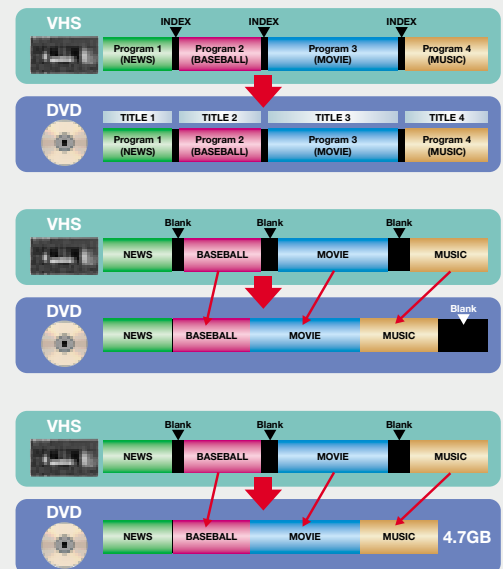 INDEX INDEX INDEX
VHS
Program 1 Program 2 Program 3 Program 4
(NEWS) (BASEBALL) (MOVIE) (MUSIC)
DVD
TITLE 1 TITLE 2 TITLE 3 TITLE 4
Program 1 Program 2 Program 3 Program 4
(NEWS) (BASEBALL) (MOVIE) (MUSIC)
VHS
Blank Blank Blank
NEWS BASEBALL MOVIE MUSIC
DVD
Blank
NEWS BASEBALL MOVIE MUSIC
VHS
Blank Blank Blank
NEWS BASEBALL MOVIE MUSIC
DVD
NEWS BASEBALL MOVIE MUSIC 4.7GB